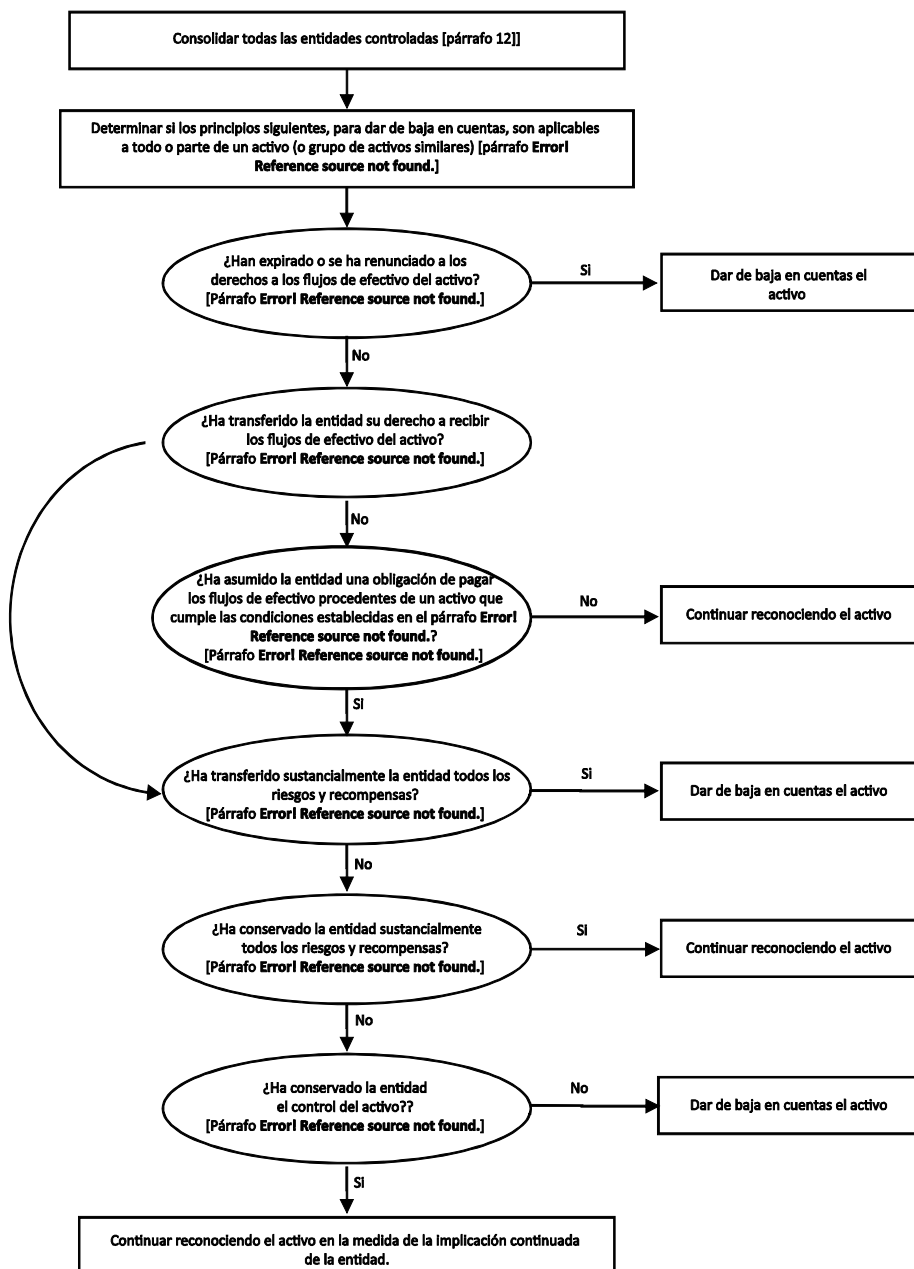 Consolidar todas las entidades controladas [párrafo 12]]
Determinar si los principios siguientes, para dar de baja en cuentas, son aplicables
a todo o parte de un activo (o grupo de activos similares) [párrafo Error!
Reference source not found.]
¿Han expirado o se ha renunciado a los
derechos a los flujos de efectivo del activo?
[Párrafo Error! Reference source not found.]
Si
Dar de baja en cuentas el
activo
No
¿Ha transferido la entidad su derecho a recibir
los flujos de efectivo del activo?
[Párrafo Error! Reference source not found.]
No
¿Ha asumido la entidad una obligación de pagar
los flujos de efectivo procedentes de un activo que
cumple las condiciones establecidas en el párrafo Error!
Reference source not found.?
[Párrafo Error! Reference source not found.]
No
Continuar reconociendo el activo
Si
¿Ha transferido sustancialmente la entidad todos los
riesgos y recompensas?
[Párrafo Error! Reference source not found.]
Si
Dar de baja en cuentas el activo
No
¿Ha conservado la entidad sustancialmente
todos los riesgos y recompensas?
[Párrafo Error! Reference source not found.]
Si
Continuar reconociendo el activo
No
¿Ha conservado la entidad
el control del activo??
[Párrafo Error! Reference source not found.]
No
Dar de baja en cuentas el activo
Si
Continuar reconociendo el activo en la medida de la implicación continuada
de la entidad.